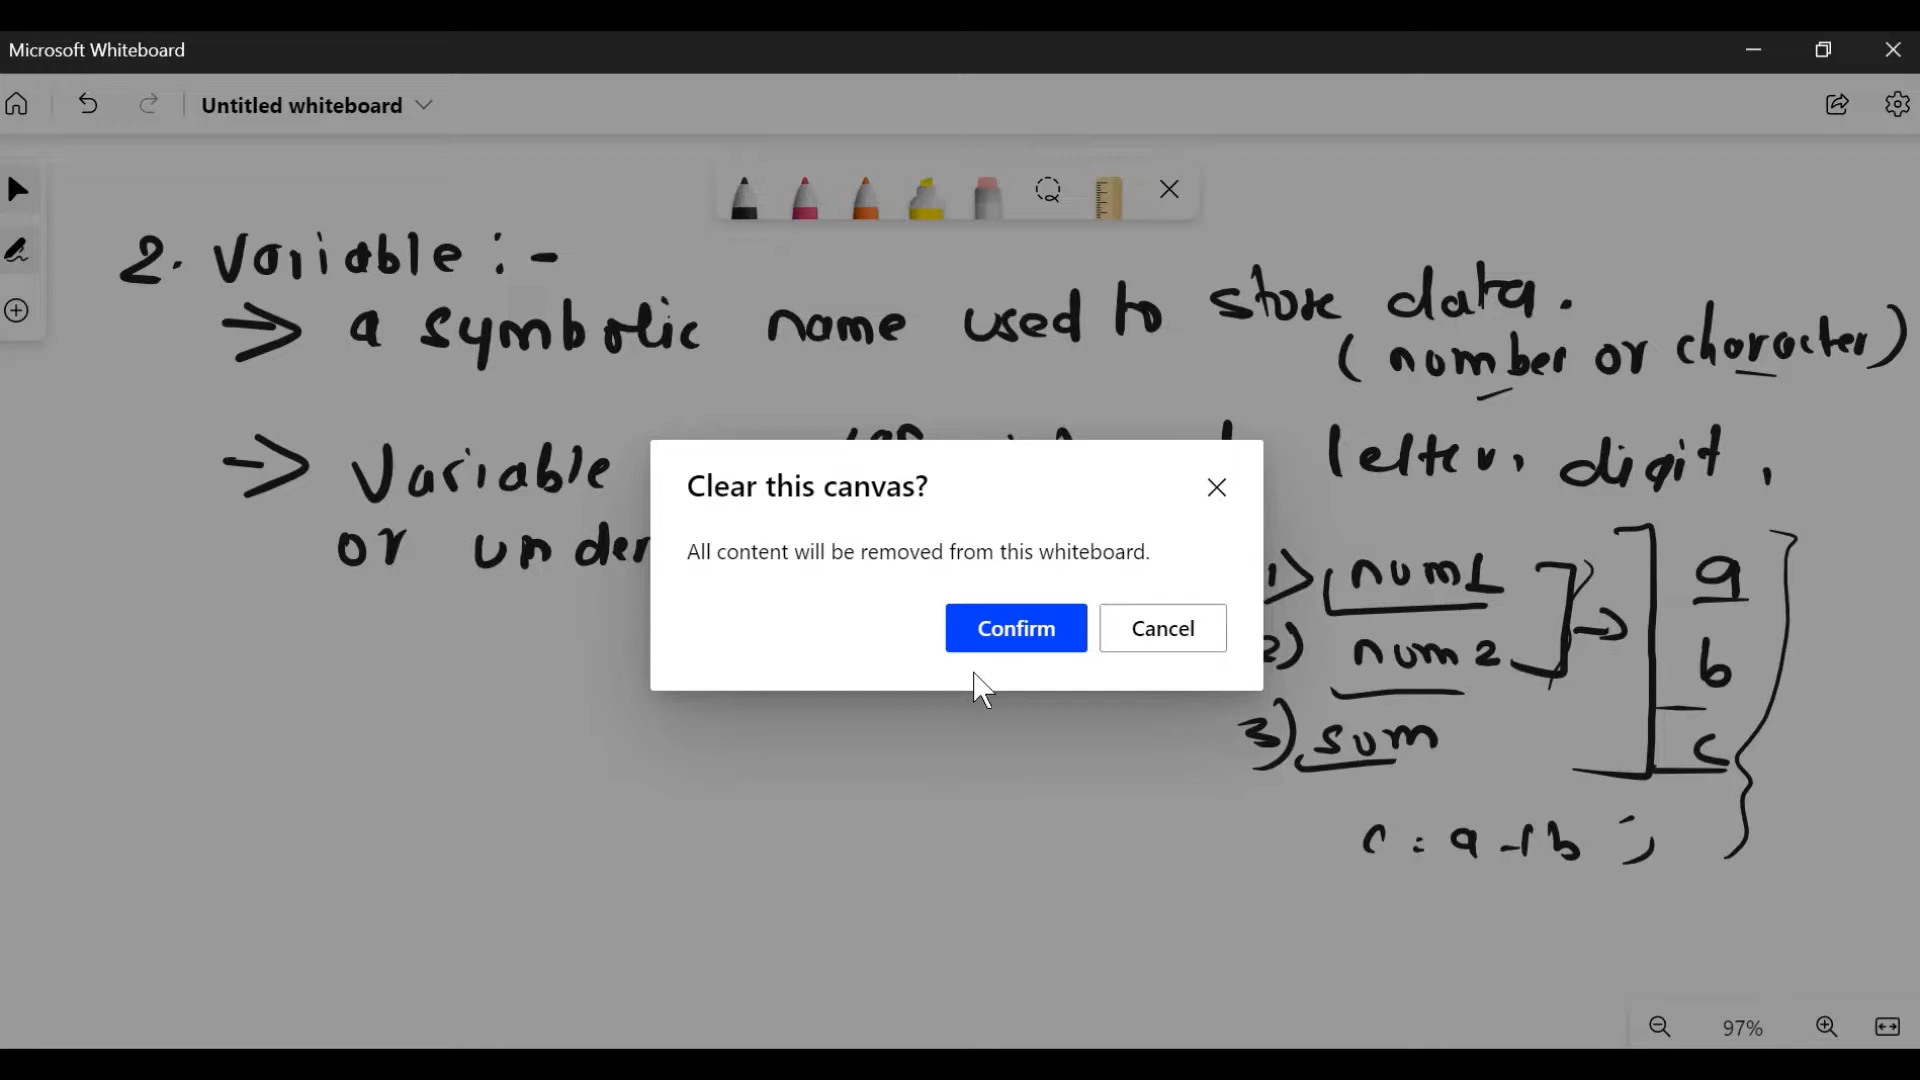 Microsoft Whiteboard
Untitled whiteboard
2. Variable :-
=> a symbolic name used to store data.
(number or character)
-> Variable letter, digit,
or under
Clear this canvas?
All content will be removed from this whiteboard.
Confirm Cancel
1) num1
2) num2
3) sum
-> a
b
c
c = a + b ;
97%